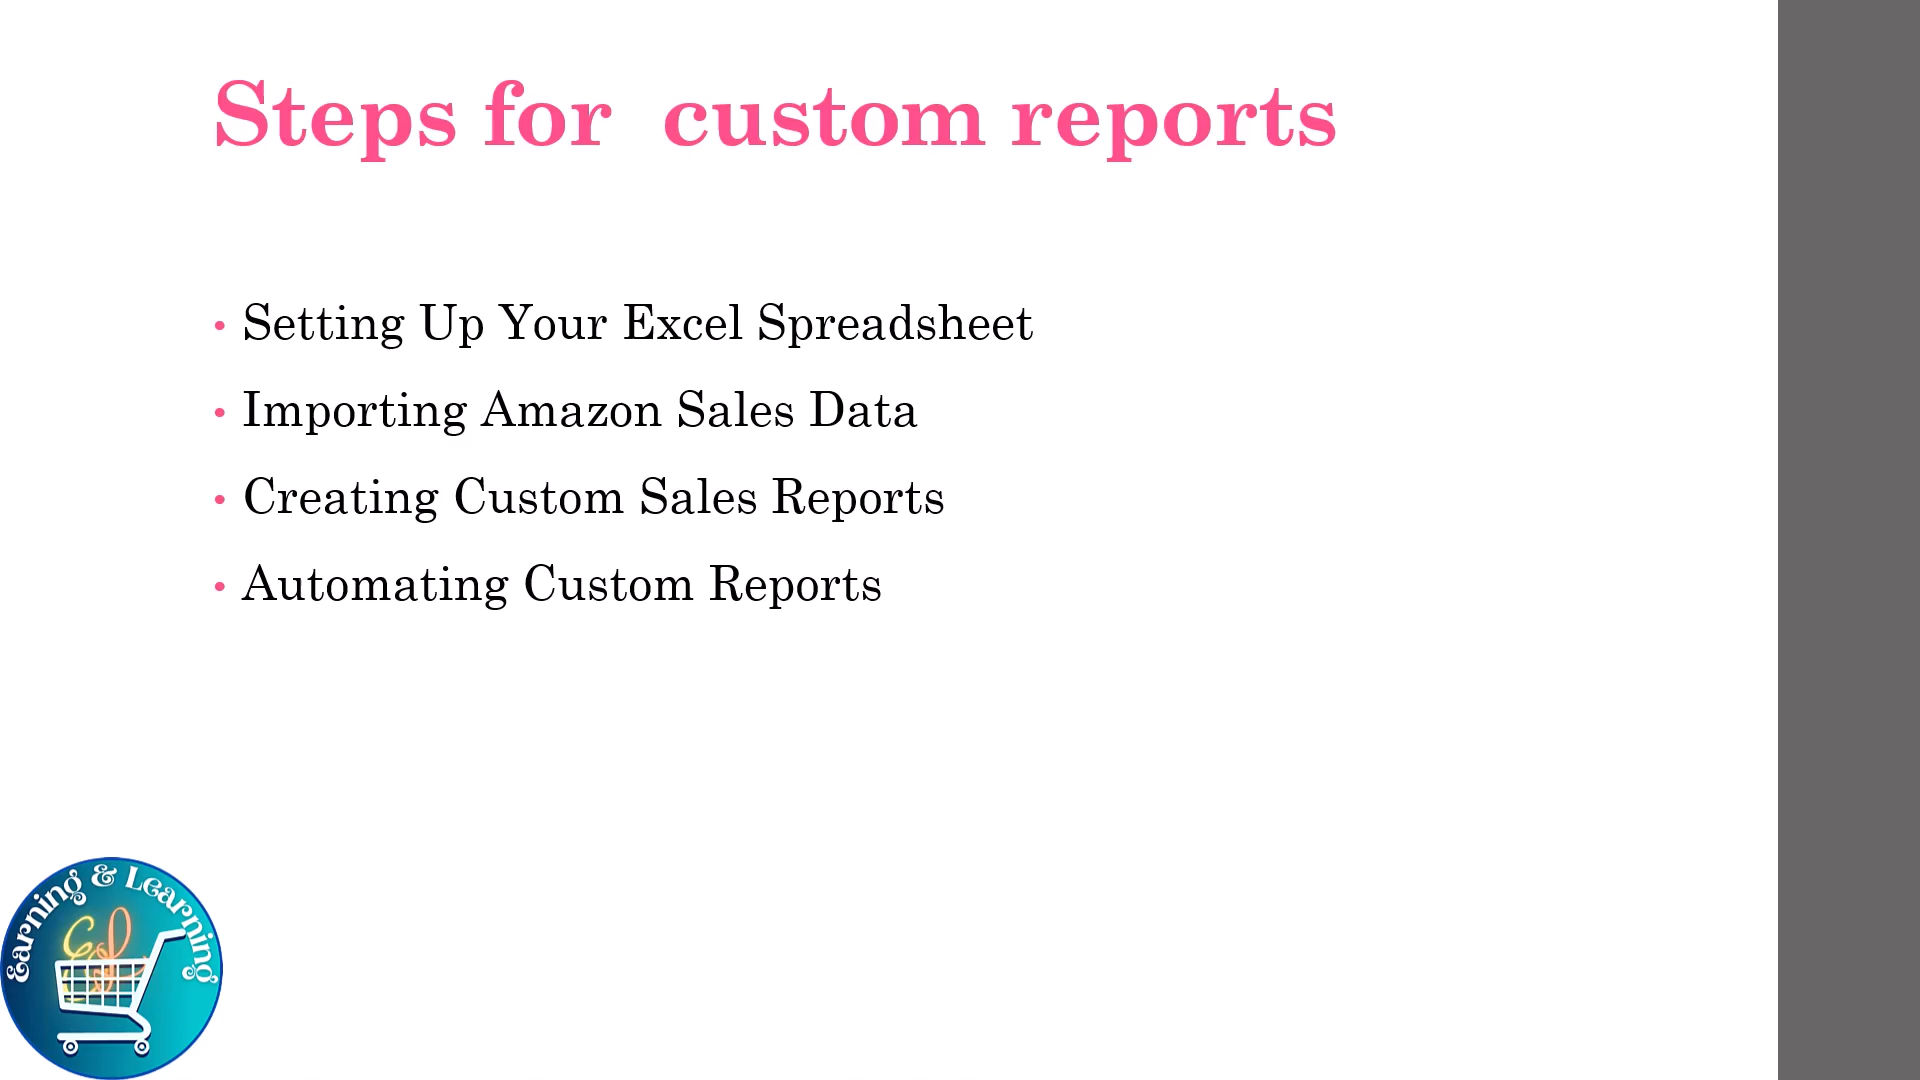 Steps for  custom reports
• Setting Up Your Excel Spreadsheet
• Importing Amazon Sales Data
• Creating Custom Sales Reports
• Automating Custom Reports
Earning & Learning